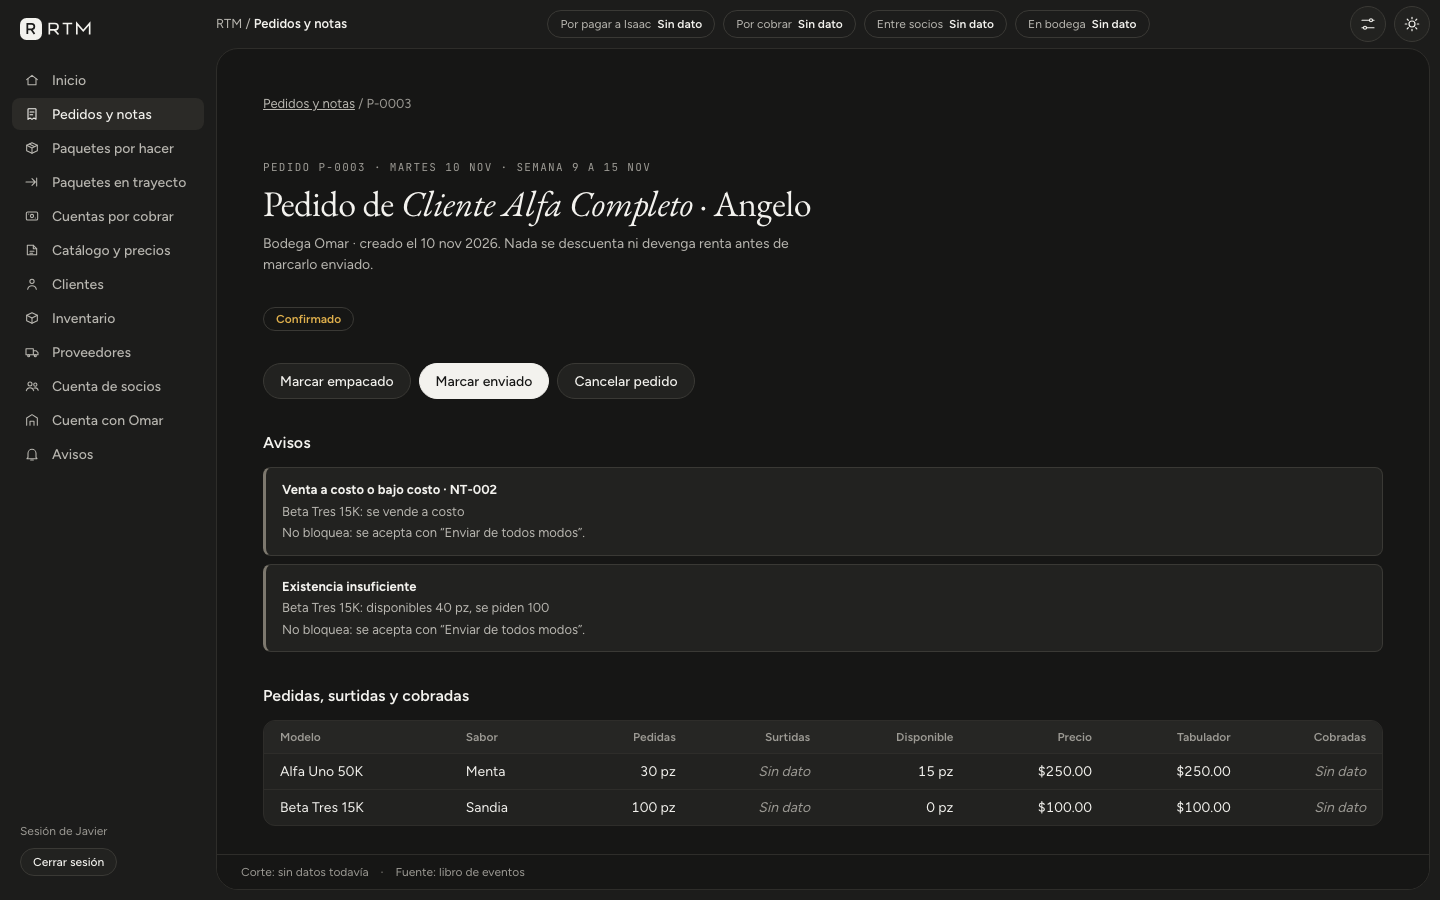 R RTM
RTM / Pedidos y notas
Por pagar a Isaac Sin dato
Por cobrar Sin dato
Entre socios Sin dato
En bodega Sin dato
Inicio
Pedidos y notas
Paquetes por hacer
Paquetes en trayecto
Cuentas por cobrar
Catálogo y precios
Clientes
Inventario
Proveedores
Cuenta de socios
Cuenta con Omar
Avisos
Sesión de Javier
Cerrar sesión
Pedidos y notas / P-0003
PEDIDO P-0003 · MARTES 10 NOV · SEMANA 9 A 15 NOV
Pedido de Cliente Alfa Completo · Angelo
Bodega Omar · creado el 10 nov 2026. Nada se descuenta ni devenga renta antes de
marcarlo enviado.
Confirmado
Marcar empacado Marcar enviado Cancelar pedido
Avisos
Venta a costo o bajo costo · NT-002
Beta Tres 15K: se vende a costo
No bloquea: se acepta con “Enviar de todos modos”.
Existencia insuficiente
Beta Tres 15K: disponibles 40 pz, se piden 100
No bloquea: se acepta con “Enviar de todos modos”.
Pedidas, surtidas y cobradas
Modelo Sabor Pedidas Surtidas Disponible Precio Tabulador Cobradas
Alfa Uno 50K Menta 30 pz Sin dato 15 pz $250.00 $250.00 Sin dato
Beta Tres 15K Sandia 100 pz Sin dato 0 pz $100.00 $100.00 Sin dato
Corte: sin datos todavía · Fuente: libro de eventos